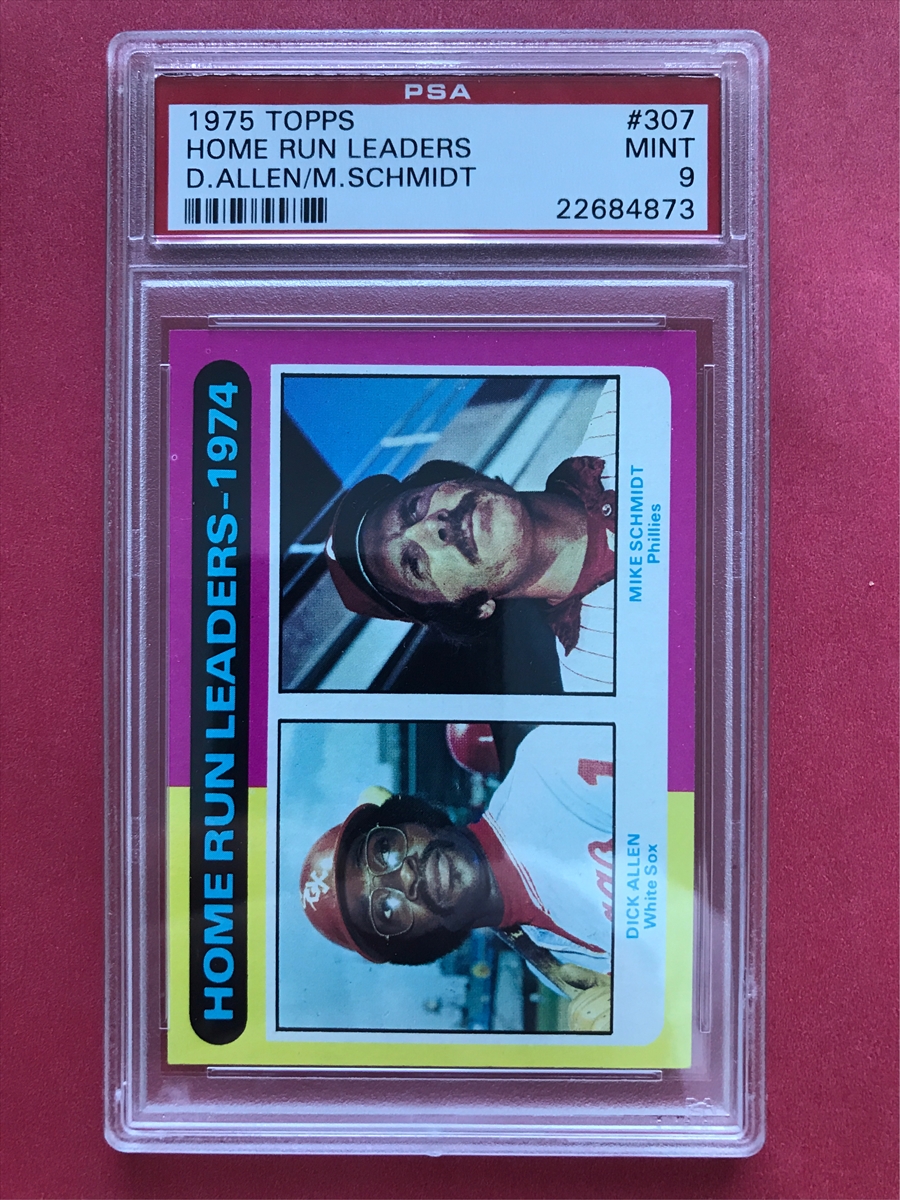 PSA
1975 TOPPS #307
HOME RUN LEADERS MINT
D.ALLEN/M.SCHMIDT 9
22684873
HOME RUN LEADERS-1974
DICK ALLEN
White Sox
MIKE SCHMIDT
Phillies